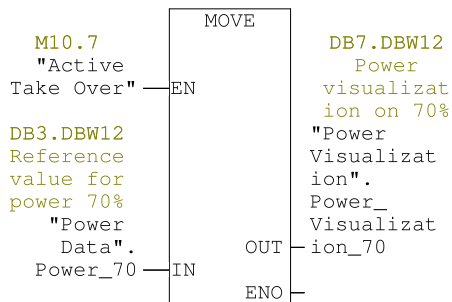 MOVE
M10.7
"Active
Take Over"
EN
DB3.DBW12
Reference
value for
power 70%
"Power
Data".
Power_70
IN
DB7.DBW12
Power
visualizat
ion on 70%
"Power
Visualizat
ion".
Power_
Visualizat
ion_70
OUT
ENO